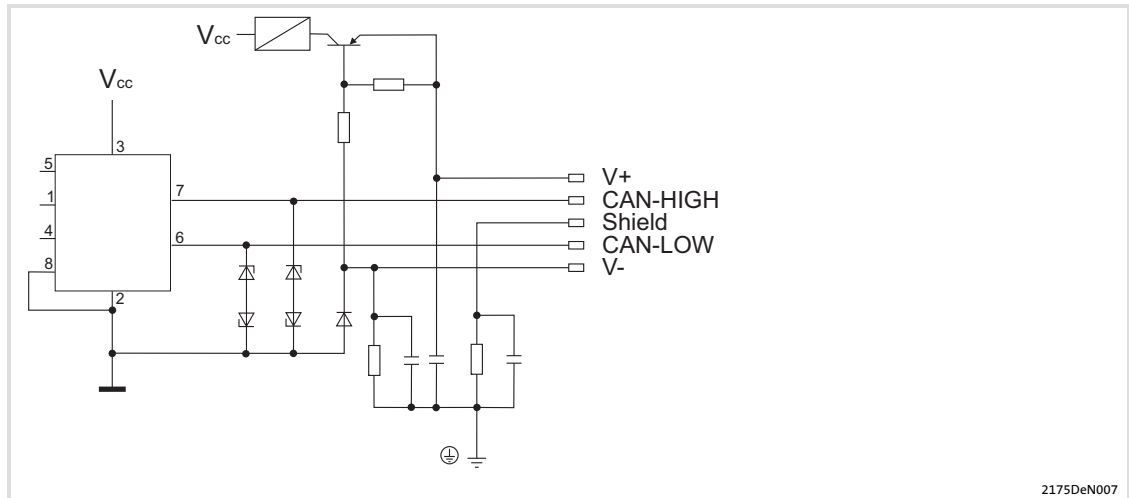 Vcc
Vcc
3
5
1
4
8
7
6
2
V+
CAN-HIGH
Shield
CAN-LOW
V-
2175DeN007